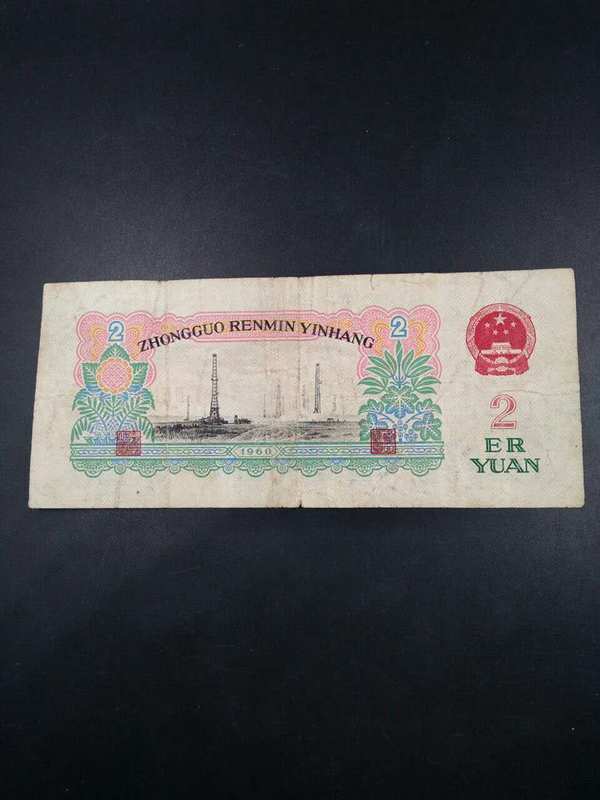 2
2
ZHONGGUO RENMIN YINHANG
1960
2
ER
YUAN